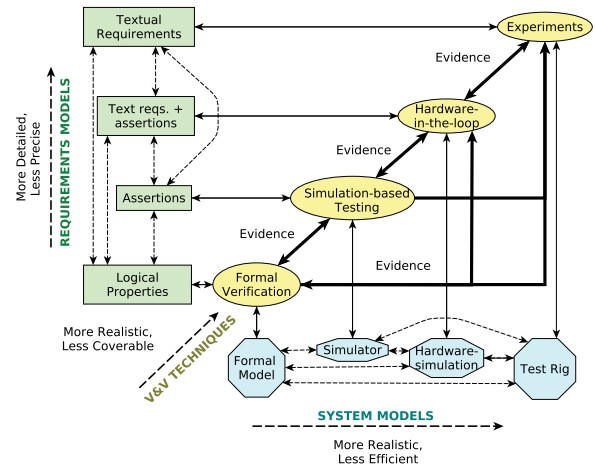 Textual
Requirements
Experiments
Evidence
Text reqs. +
assertions
Hardware-
in-the-loop
More Detailed,
Less Precise
REQUIREMENTS MODELS
Evidence
Assertions
Simulation-based
Testing
Evidence
Evidence
Logical
Properties
Formal
Verification
More Realistic,
Less Coverable
V&V TECHNIQUES
Formal
Model
Simulator
Hardware-
simulation
Test Rig
SYSTEM MODELS
More Realistic,
Less Efficient